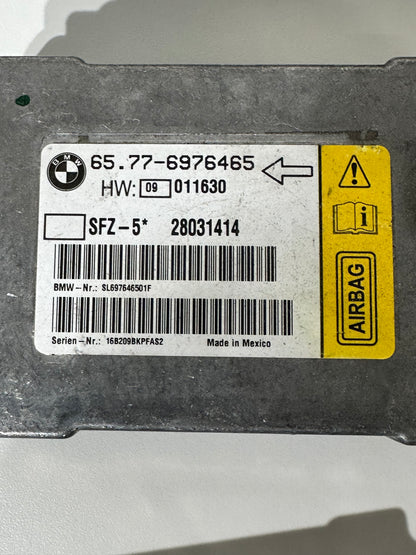 BMW
65.77-6976465
HW: 09 011630
SFZ-5* 28031414
BMW-Nr.: SL697646501F
Serien-Nr.: 16B209BKPFAS2 Made in Mexico
!
i
AIRBAG